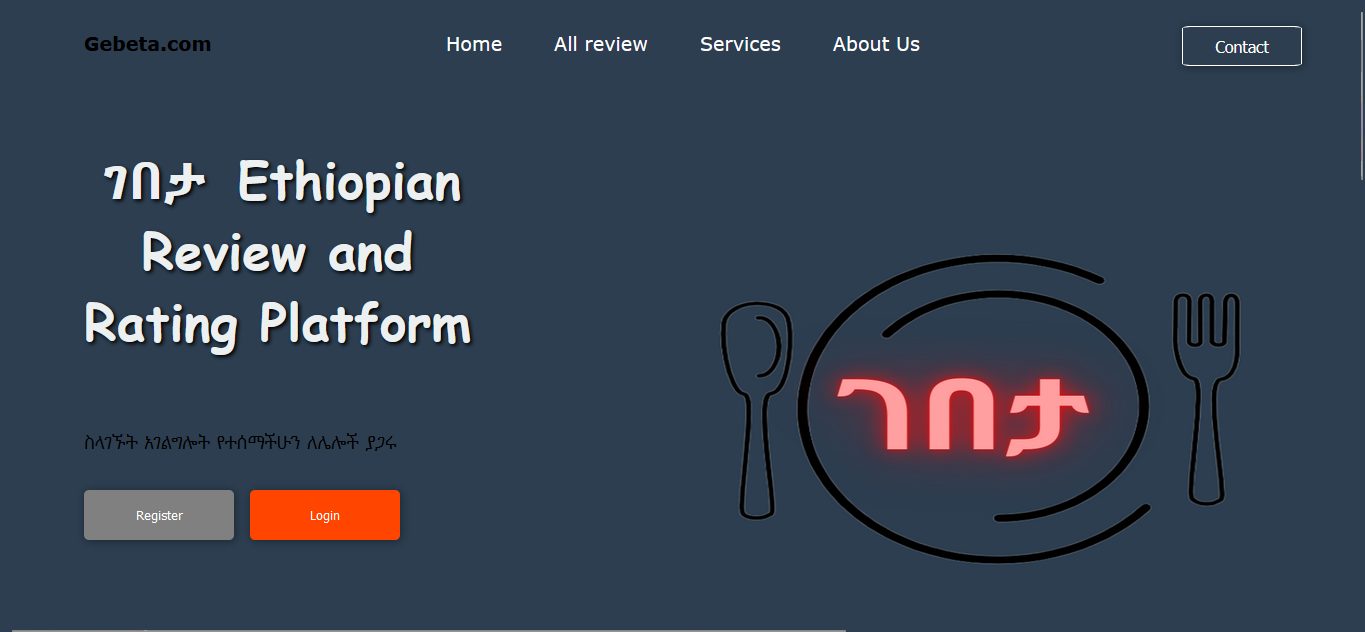 Gebeta.com
Home
All review
Services
About Us
Contact
ገበታ Ethiopian
Review and
Rating Platform
ገበታ
ስላገኙት አገልግሎት የተሰማችሁን ለሌሎች ያጋሩ
Register
Login